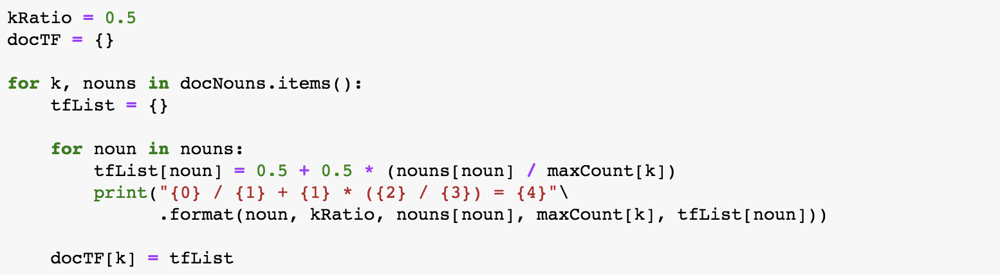 kRatio = 0.5
docTF = {}
for k, nouns in docNouns.items():
    tfList = {}
    for noun in nouns:
        tfList[noun] = 0.5 + 0.5 * (nouns[noun] / maxCount[k])
        print("{0} / {1} + {1} * ({2} / {3}) = {4}"\
              .format(noun, kRatio, nouns[noun], maxCount[k], tfList[noun]))
    docTF[k] = tfList